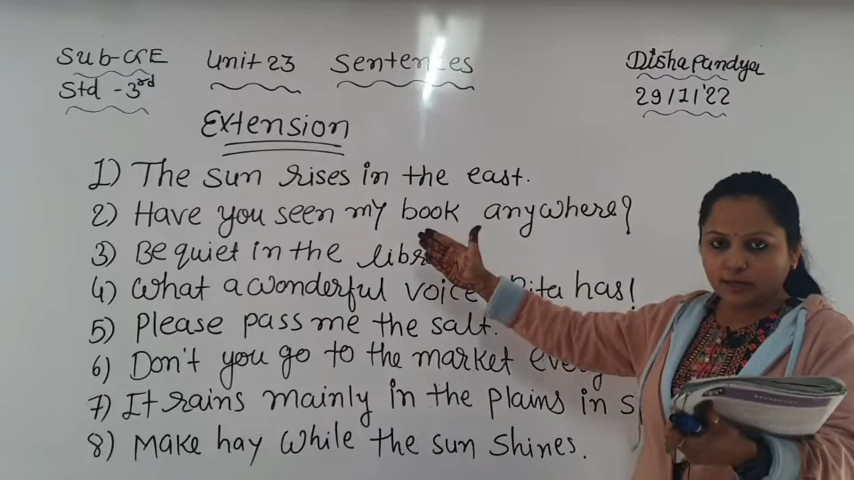 Sub-CRE Unit 23 Sentences Disha Pandya
Std - 3rd 29/11/'22
Extension
1) The sun rises in the east.
2) Have you seen my book anywhere?
3) Be quiet in the
4) What a wonderful voice Rita has!
5) Please pass me the salt.
6) Don't you go to the market
7) It rains mainly in the plains in
8) Make hay while the sun shines.